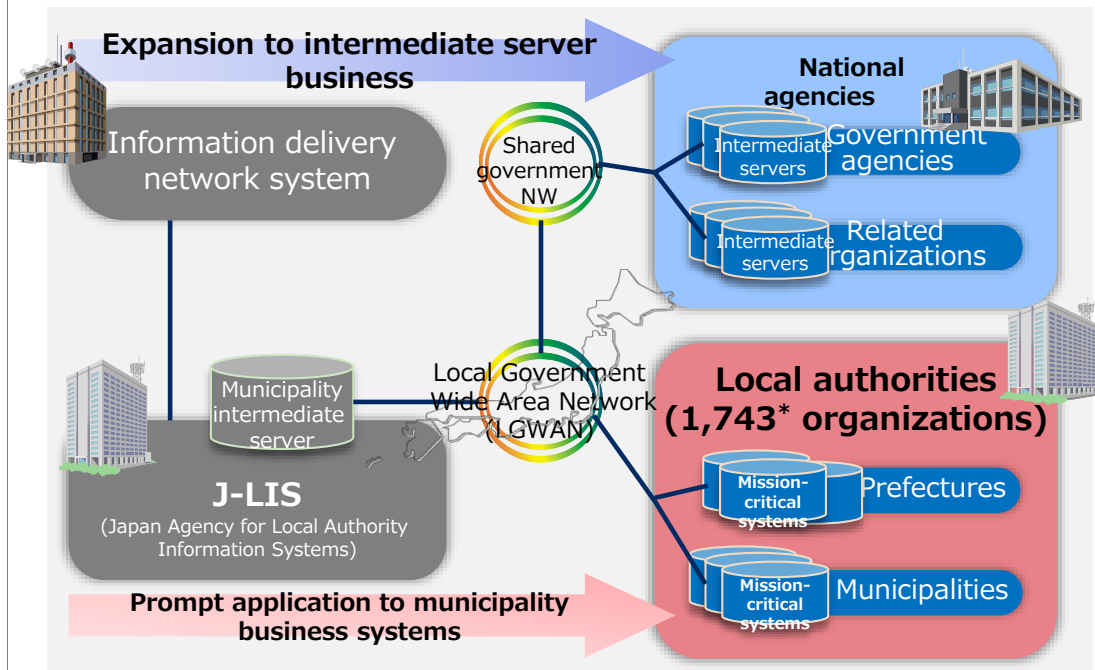 Expansion to intermediate server
business
National
agencies
Information delivery
network system
Shared
government
NW
Intermediate
servers
Government
agencies
Intermediate
servers
Related
organizations
Municipality
intermediate
server
Local Government
Wide Area Network
(LGWAN)
Local authorities
(1,743* organizations)
J-LIS
(Japan Agency for Local Authority
Information Systems)
Mission-
critical
systems
Prefectures
Mission-
critical
systems
Municipalities
Prompt application to municipality
business systems